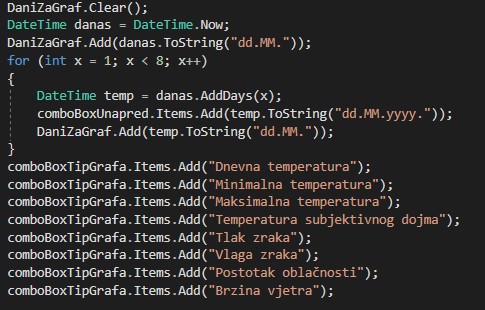 DaniZaGraf.Clear();
DateTime danas = DateTime.Now;
DaniZaGraf.Add(danas.ToString("dd.MM."));
for (int x = 1; x < 8; x++)
{
DateTime temp = danas.AddDays(x);
comboBoxUnapred.Items.Add(temp.ToString("dd.MM.yyyy."));
DaniZaGraf.Add(temp.ToString("dd.MM."));
}
comboBoxTipGrafa.Items.Add("Dnevna temperatura");
comboBoxTipGrafa.Items.Add("Minimalna temperatura");
comboBoxTipGrafa.Items.Add("Maksimalna temperatura");
comboBoxTipGrafa.Items.Add("Temperatura subjektivnog dojma");
comboBoxTipGrafa.Items.Add("Tlak zraka");
comboBoxTipGrafa.Items.Add("Vlaga zraka");
comboBoxTipGrafa.Items.Add("Postotak oblačnosti");
comboBoxTipGrafa.Items.Add("Brzina vjetra");